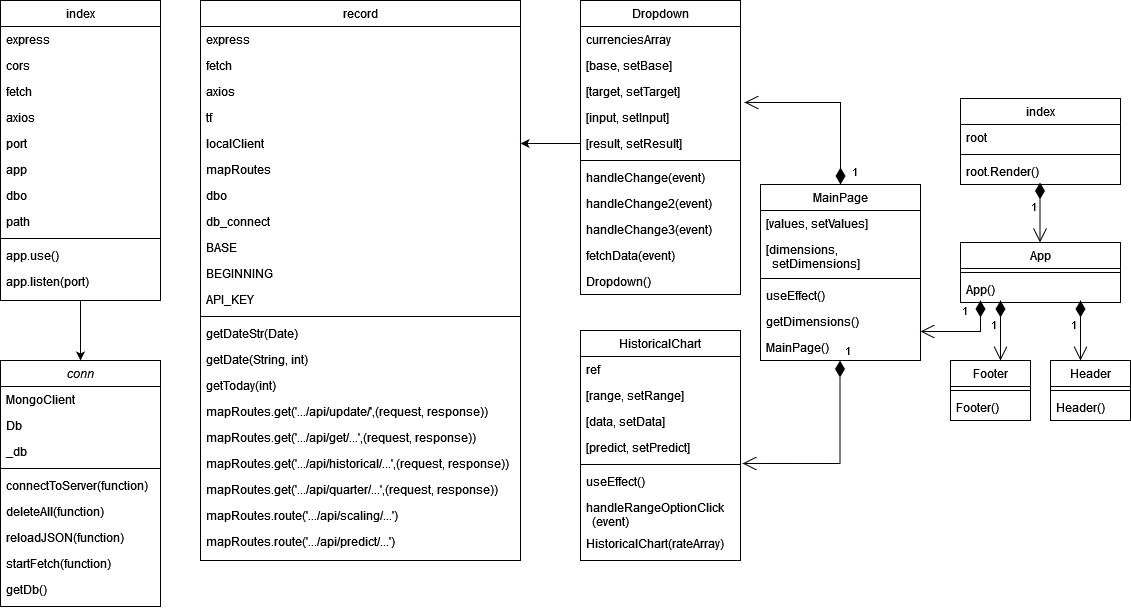 index
express
cors
fetch
axios
port
app
dbo
path
app.use()
app.listen(port)
conn
MongoClient
Db
_db
connectToServer(function)
deleteAll(function)
reloadJSON(function)
startFetch(function)
getDb()
record
express
fetch
axios
tf
localClient
mapRoutes
dbo
db_connect
BASE
BEGINNING
API_KEY
getDateStr(Date)
getDate(String, int)
getToday(int)
mapRoutes.get('.../api/update/',(request, response))
mapRoutes.get('.../api/get/...',(request, response))
mapRoutes.get('.../api/historical/...',(request, response))
mapRoutes.get('.../api/quarter/...',(request, response))
mapRoutes.route('.../api/scaling/...')
mapRoutes.route('.../api/predict/...')
Dropdown
currenciesArray
[base, setBase]
[target, setTarget]
[input, setInput]
[result, setResult]
handleChange(event)
handleChange2(event)
handleChange3(event)
fetchData(event)
Dropdown()
HistoricalChart
ref
[range, setRange]
[data, setData]
[predict, setPredict]
useEffect()
handleRangeOptionClick
(event)
HistoricalChart(rateArray)
1
MainPage
[values, setValues]
[dimensions,
setDimensions]
useEffect()
getDimensions()
MainPage()
1
index
root
root.Render()
1
App
App()
1
1
1
Footer
Footer()
Header
Header()